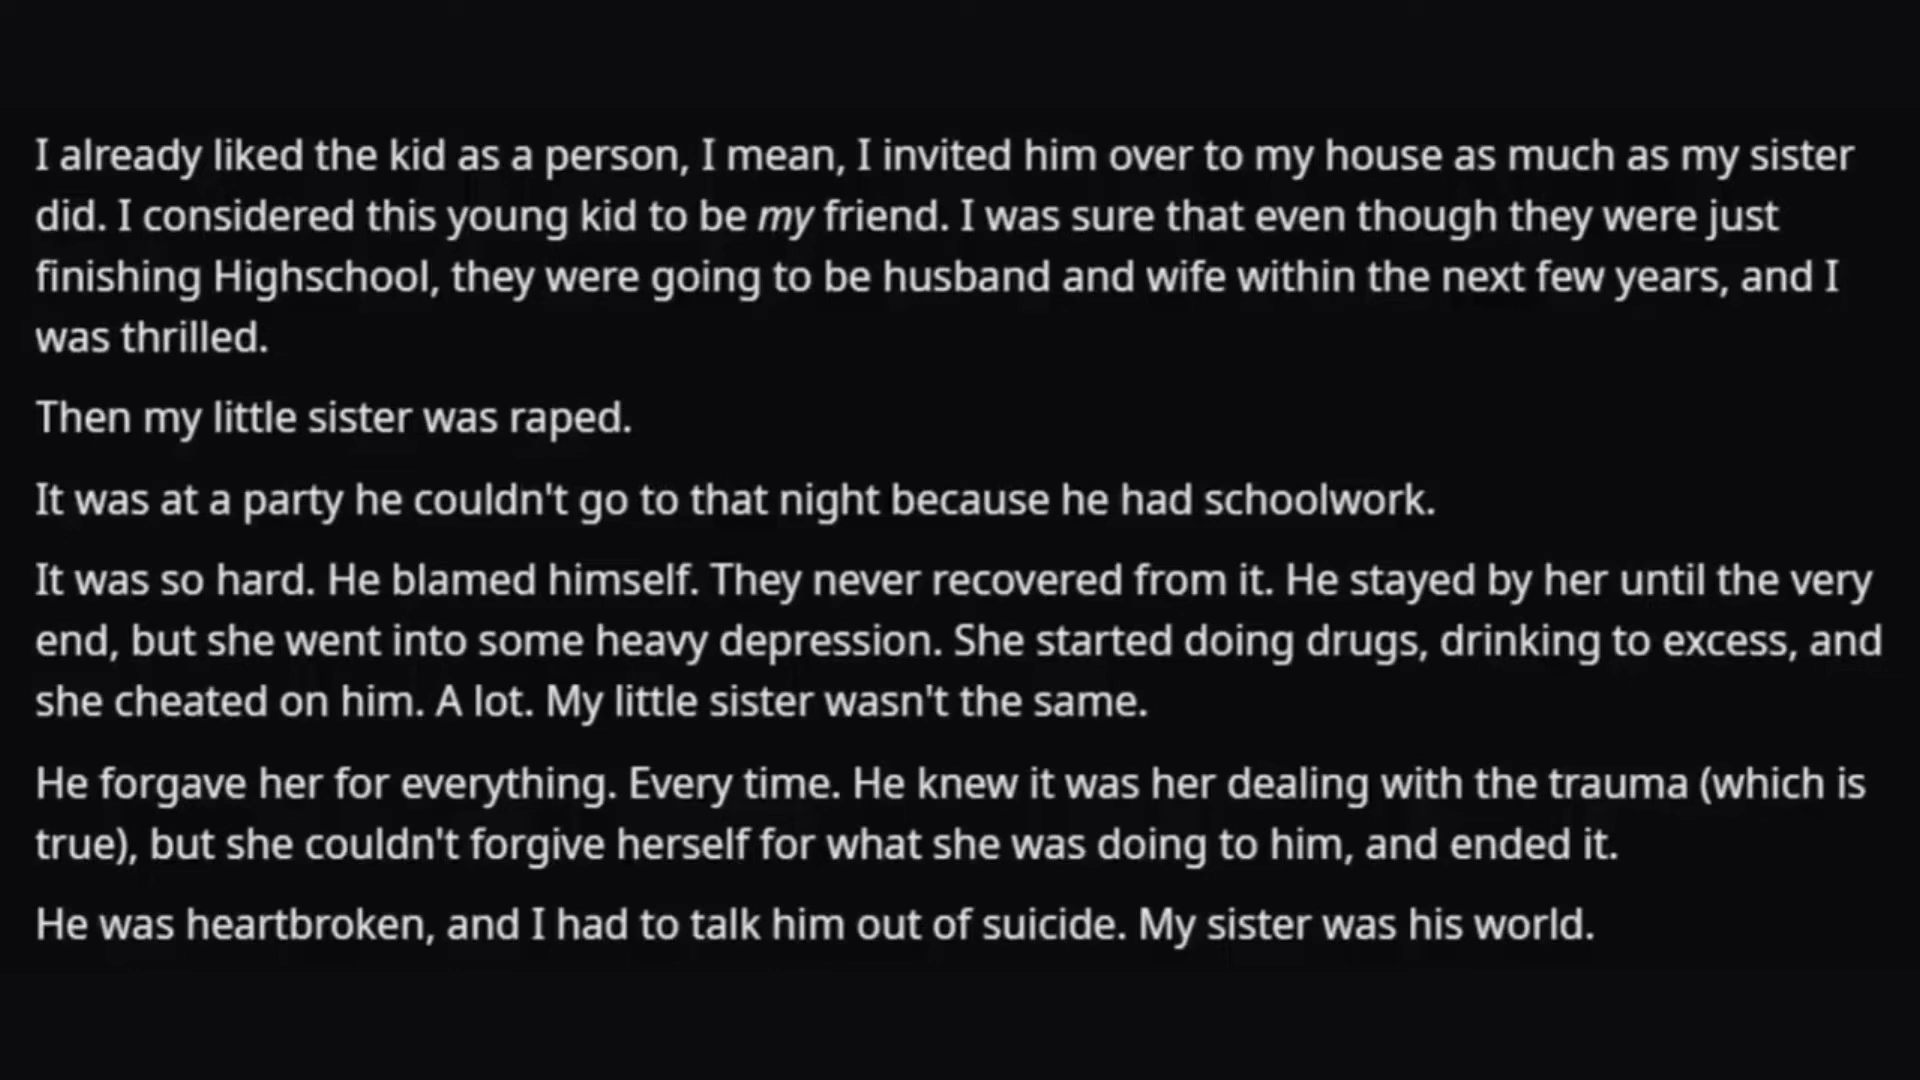 I already liked the kid as a person, I mean, I invited him over to my house as much as my sister
did. I considered this young kid to be my friend. I was sure that even though they were just
finishing Highschool, they were going to be husband and wife within the next few years, and I
was thrilled.
Then my little sister was raped.
It was at a party he couldn't go to that night because he had schoolwork.
It was so hard. He blamed himself. They never recovered from it. He stayed by her until the very
end, but she went into some heavy depression. She started doing drugs, drinking to excess, and
she cheated on him. A lot. My little sister wasn't the same.
He forgave her for everything. Every time. He knew it was her dealing with the trauma (which is
true), but she couldn't forgive herself for what she was doing to him, and ended it.
He was heartbroken, and I had to talk him out of suicide. My sister was his world.